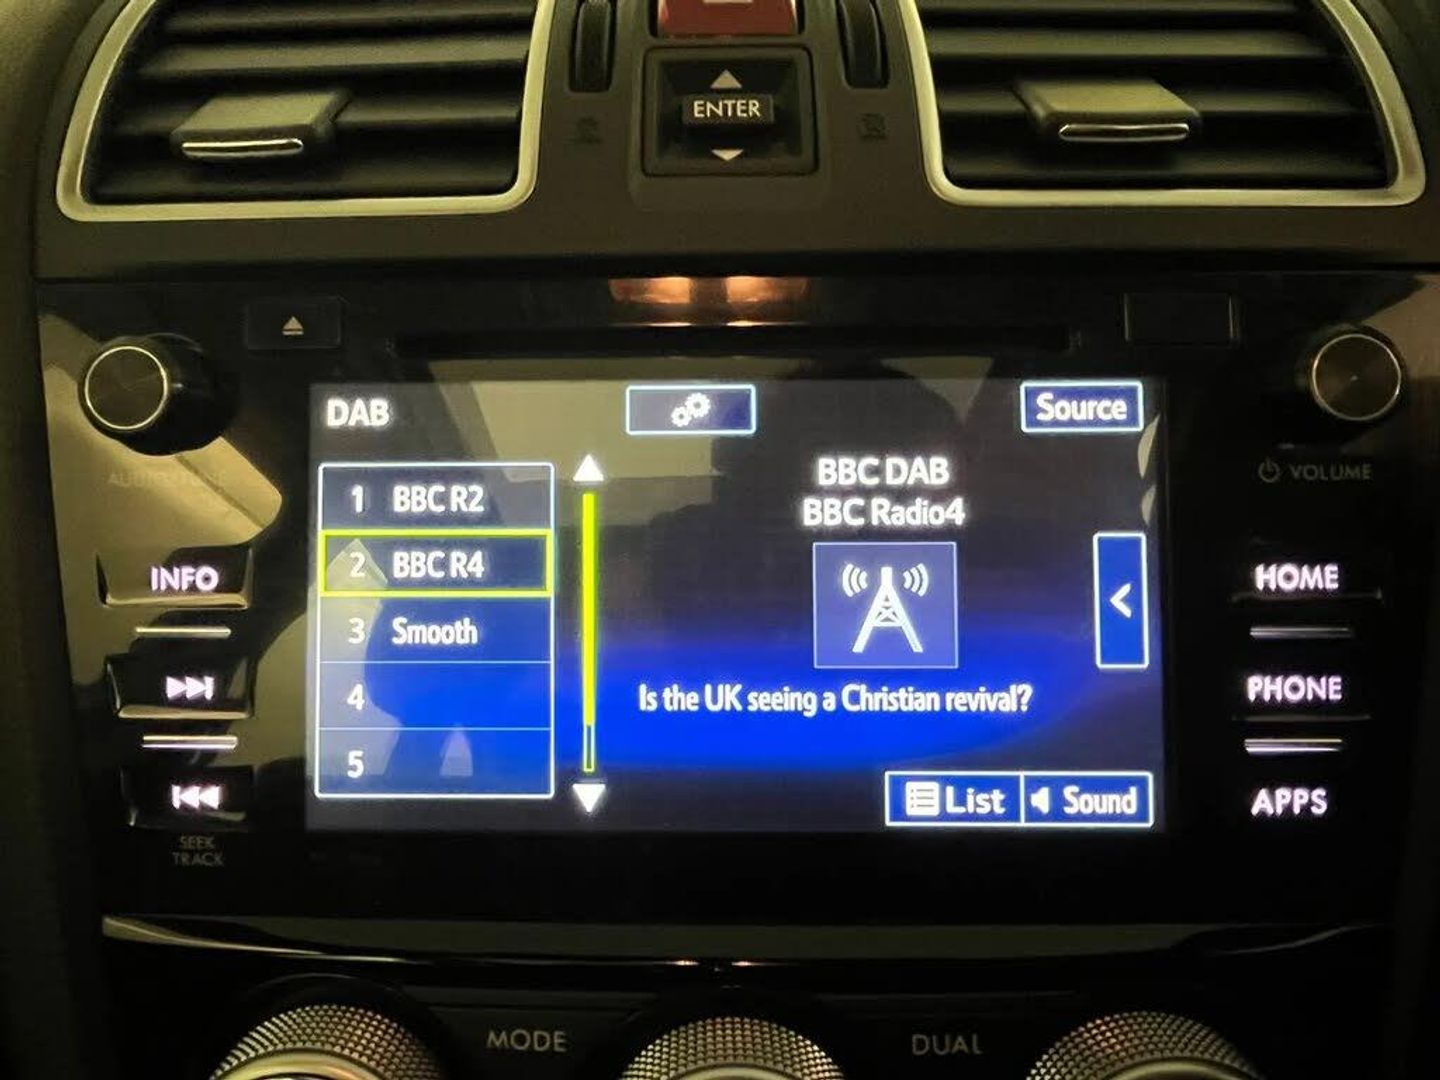 ENTER
DAB
Source
1 BBC R2
2 BBC R4
3 Smooth
4
5
BBC DAB
BBC Radio4
<
Is the UK seeing a Christian revival?
List
Sound
INFO
SEEK
TRACK
VOLUME
HOME
PHONE
APPS
MODE
DUAL